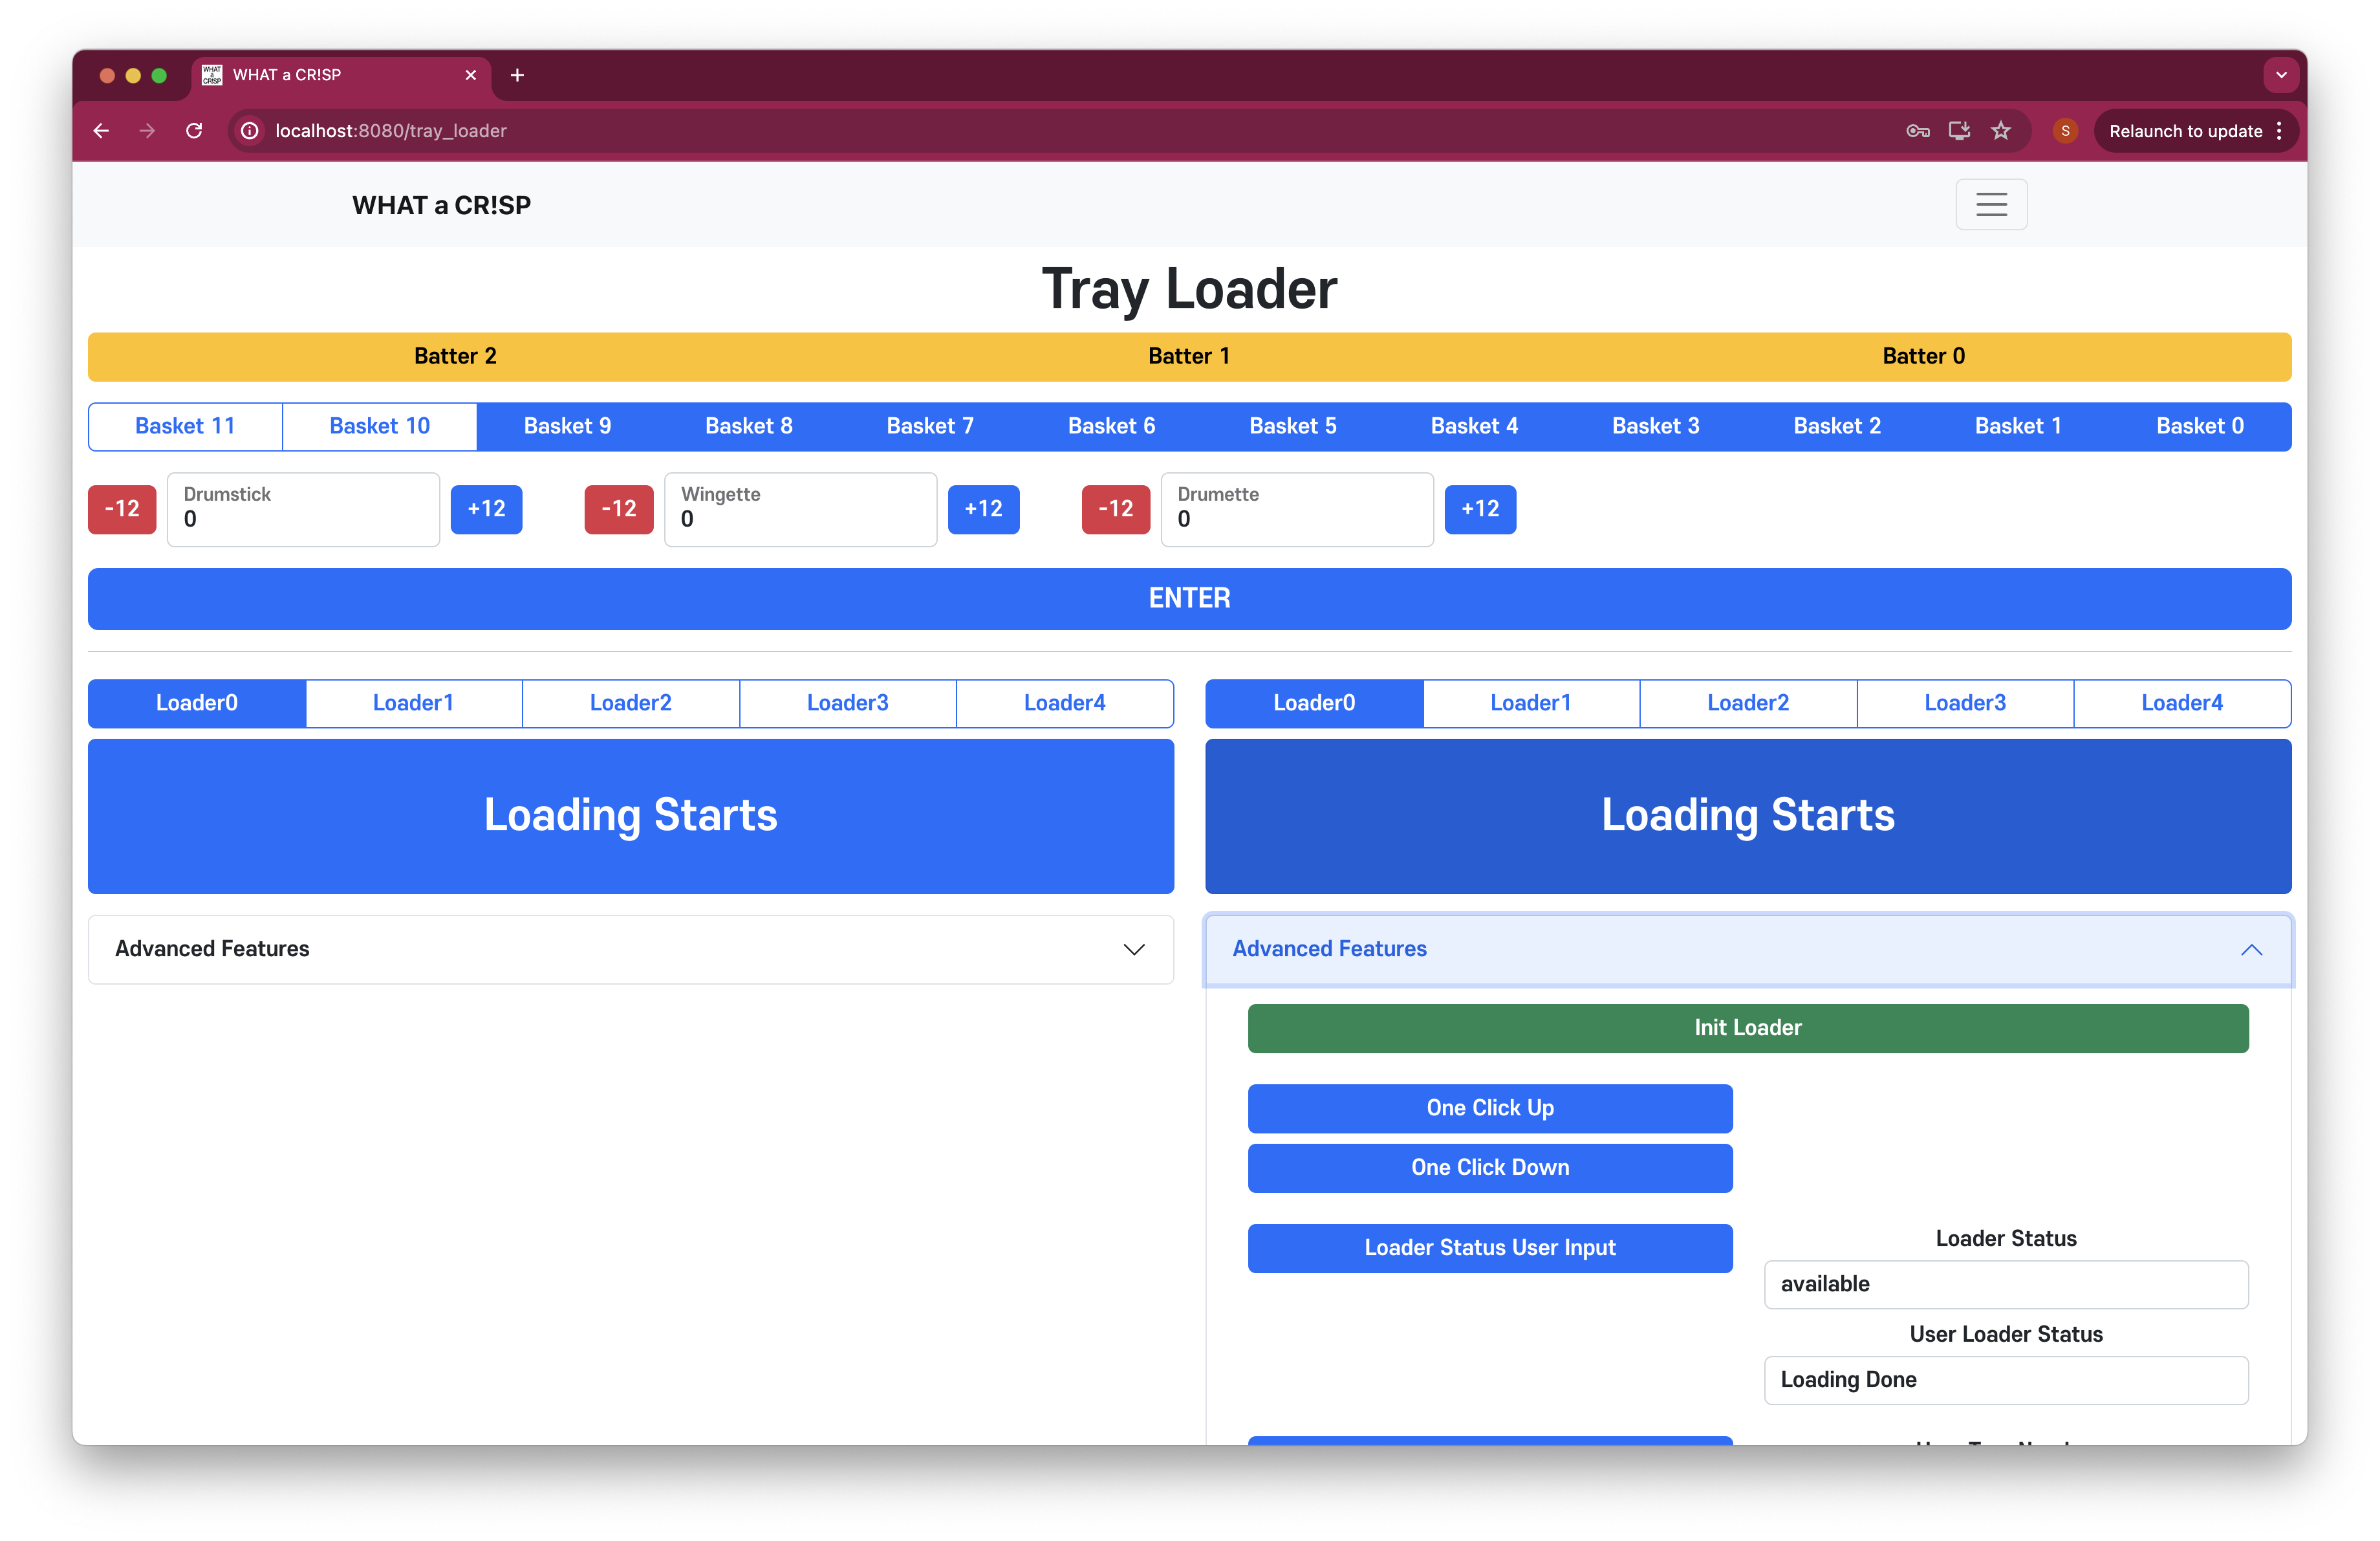 WHAT a CR!SP
WHAT a CR!SP
localhost:8080/tray_loader
S
Relaunch to update
WHAT a CR!SP
Tray Loader
Batter 2 Batter 1 Batter 0
Basket 11 Basket 10 Basket 9 Basket 8 Basket 7 Basket 6 Basket 5 Basket 4 Basket 3 Basket 2 Basket 1 Basket 0
-12 Drumstick 0 +12 -12 Wingette 0 +12 -12 Drumette 0 +12
ENTER
Loader0 Loader1 Loader2 Loader3 Loader4
Loading Starts
Advanced Features
Loader0 Loader1 Loader2 Loader3 Loader4
Loading Starts
Advanced Features
Init Loader
One Click Up
One Click Down
Loader Status User Input
Loader Status
available
User Loader Status
Loading Done